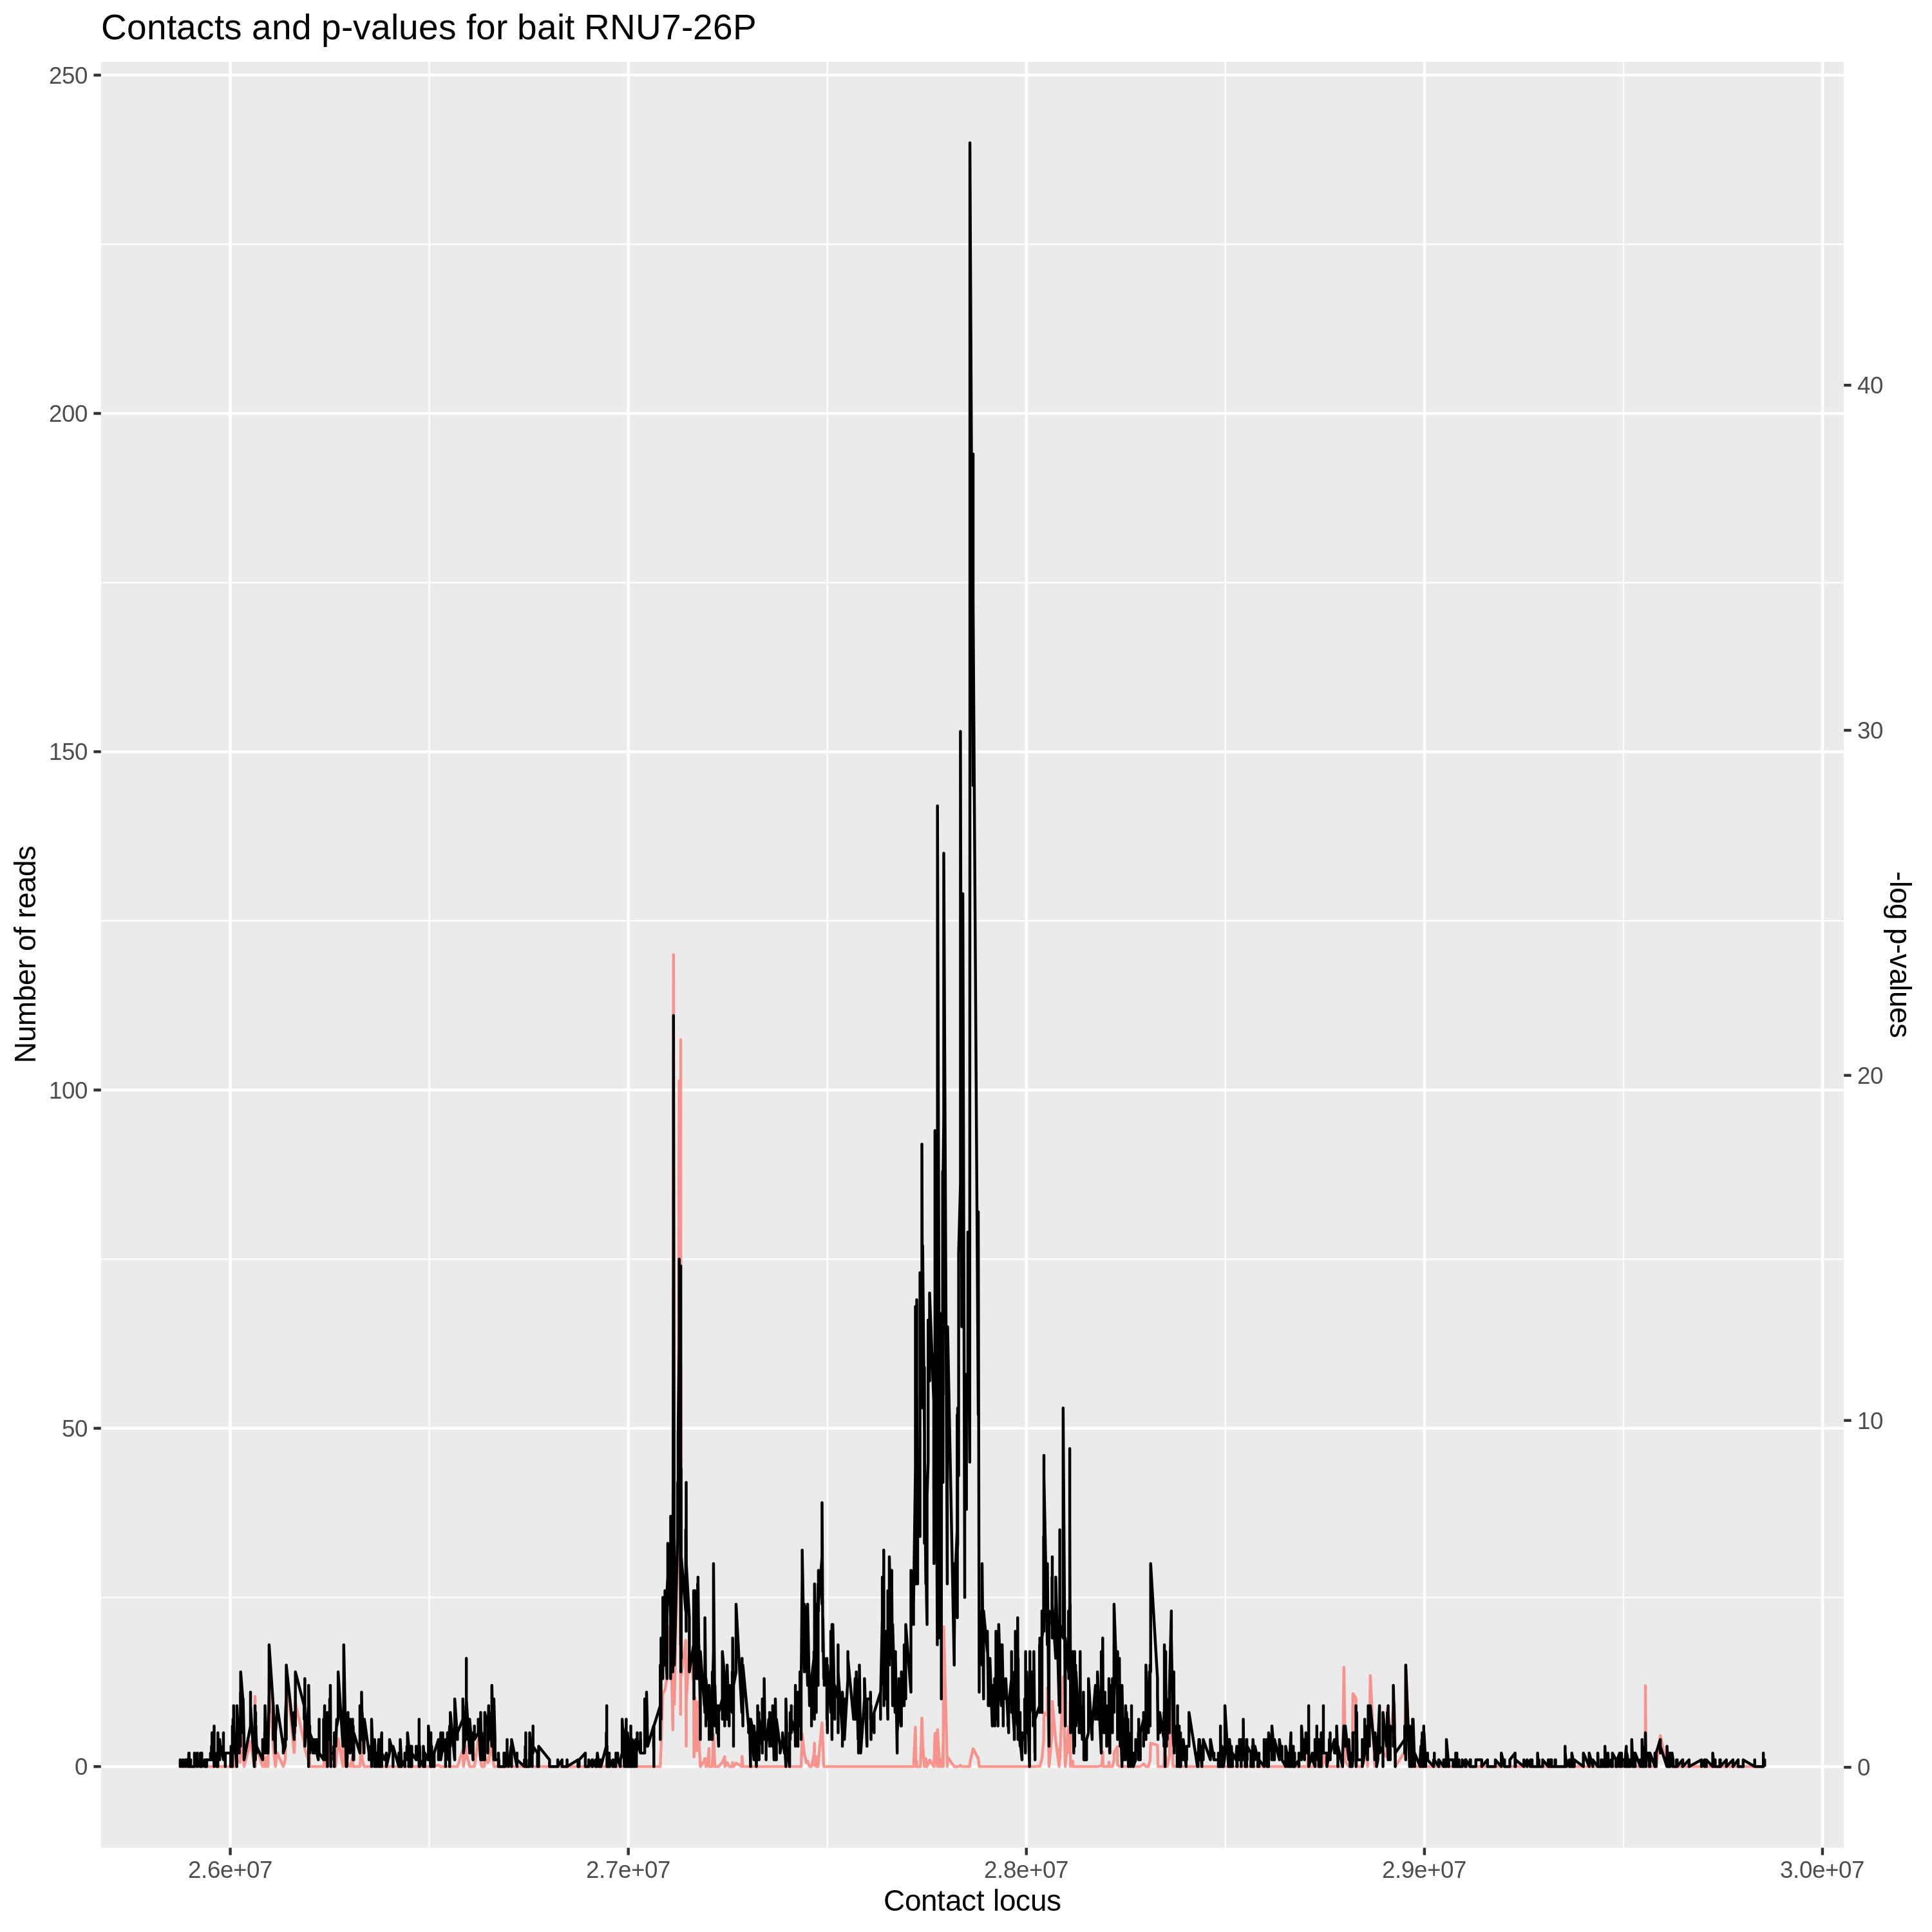 Contacts and p-values for bait RNU7-26P
250
200
150
100
50
0
Number of reads
40
30
20
10
0
-log p-values
2.6e+07
2.7e+07
2.8e+07
2.9e+07
3.0e+07
Contact locus